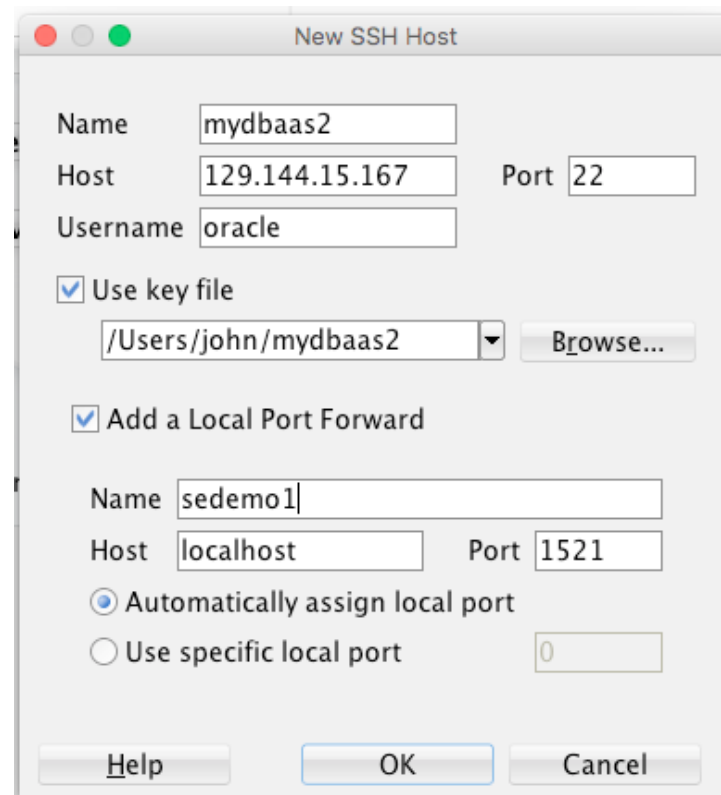 New SSH Host
Name mydbaas2
Host 129.144.15.167 Port 22
Username oracle
Use key file
/Users/john/mydbaas2 Browse...
Add a Local Port Forward
Name sedemo1
Host localhost Port 1521
Automatically assign local port
Use specific local port 0
Help OK Cancel